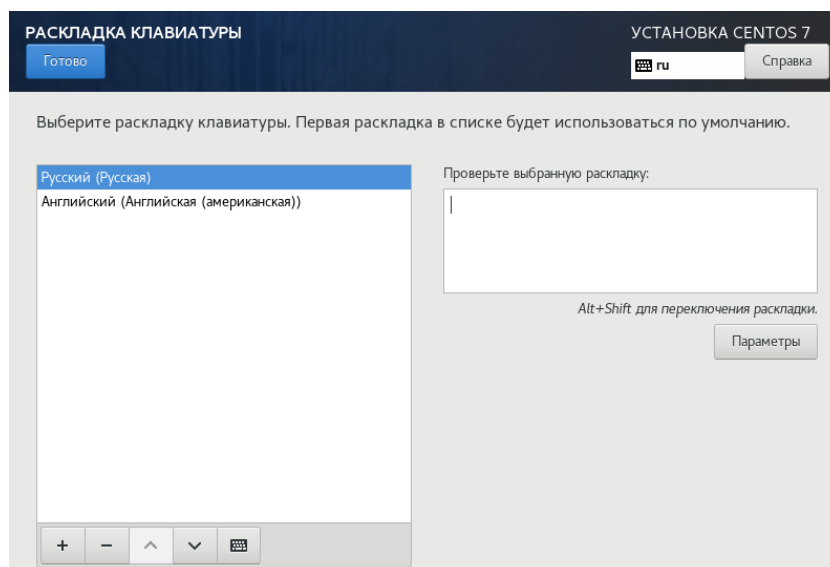 РАСКЛАДКА КЛАВИАТУРЫ
УСТАНОВКА CENTOS 7
Готово
ru
Справка
Выберите раскладку клавиатуры. Первая раскладка в списке будет использоваться по умолчанию.
Русский (Русская)
Английский (Английская (американская))
Проверьте выбранную раскладку:
Alt+Shift для переключения раскладки.
Параметры